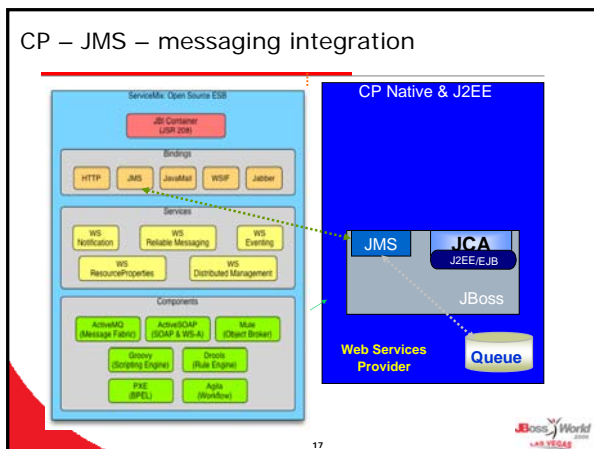 CP – JMS – messaging integration
ServiceMix: Open Source ESB
JBI Container
(JSR 208)
Bindings
HTTP
JMS
JavaMail
WSIF
Jabber
Services
WS
Notification
WS
Reliable Messaging
WS
Eventing
WS
ResourceProperties
WS
Distributed Management
Components
ActiveMQ
(Message Fabric)
ActiveSOAP
(SOAP & WS-A)
Mule
(Object Broker)
Groovy
(Scripting Engine)
Drools
(Rule Engine)
PXE
(BPEL)
Agila
(Workflow)
CP Native & J2EE
JMS
JCA
J2EE/EJB
JBoss
Web Services
Provider
Queue
17
JBoss World
LAS VEGAS